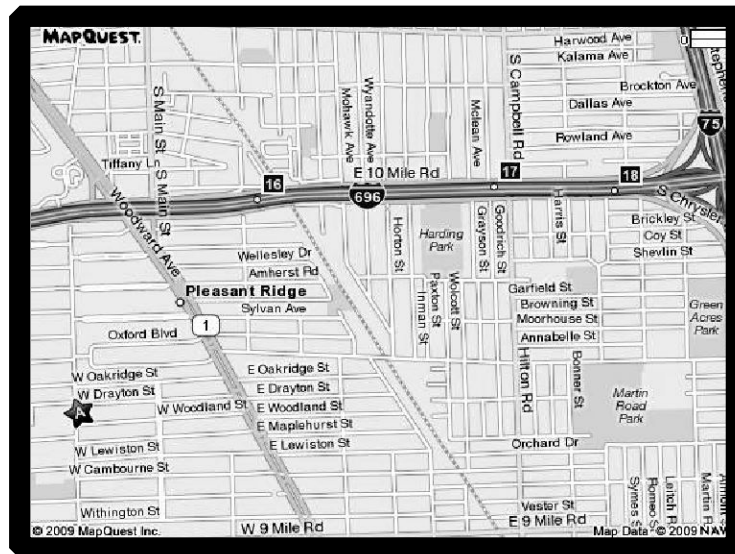 MAPQUEST.
Harwood Ave
Kalama Ave
Stephens
Brockton Ave
Dallas Ave
Rowland Ave
S Main St
Mohawk Ave
Wyandotte Ave
Mclean Ave
S Campbell Rd
75
Tiffany Ln
S Main St
E 10 Mile Rd
16
17
18
696
S Chrysler
Woodward Ave
Horton St
Harding
Park
Grayson St
Goodrich St
Harris St
Brickley St
Coy St
Shevlin St
Wellesley Dr
Amherst Rd
Pleasant Ridge
Sylvan Ave
Paxton St
Inman St
Wolcott St
Garfield St
Browning St
Moorhouse St
Annabelle St
Green
Acres
Park
1
Oxford Blvd
W Oakridge St
W Drayton St
A
W Woodland St
W Lewiston St
W Cambourne St
E Oakridge St
E Drayton St
E Woodland St
E Maplehurst St
E Lewiston St
Hilton Rd
Bonner St
Martin
Road
Park
Orchard Dr
Withington St
W 9 Mile Rd
Vester St
E 9 Mile Rd
Symes S
Romeo S
Leitch R
Martin R
© 2009 MapQuest Inc.
Map Data © 2009 NAV